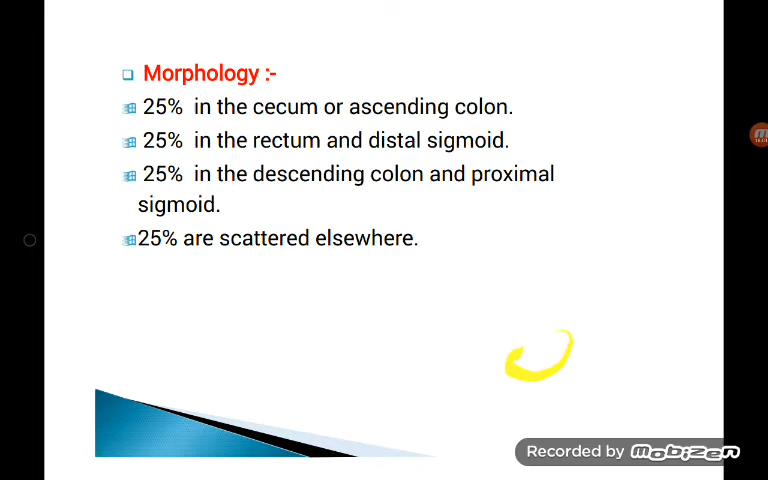 Morphology :-
25% in the cecum or ascending colon.
25% in the rectum and distal sigmoid.
25% in the descending colon and proximal
sigmoid.
25% are scattered elsewhere.
Recorded by mobizen